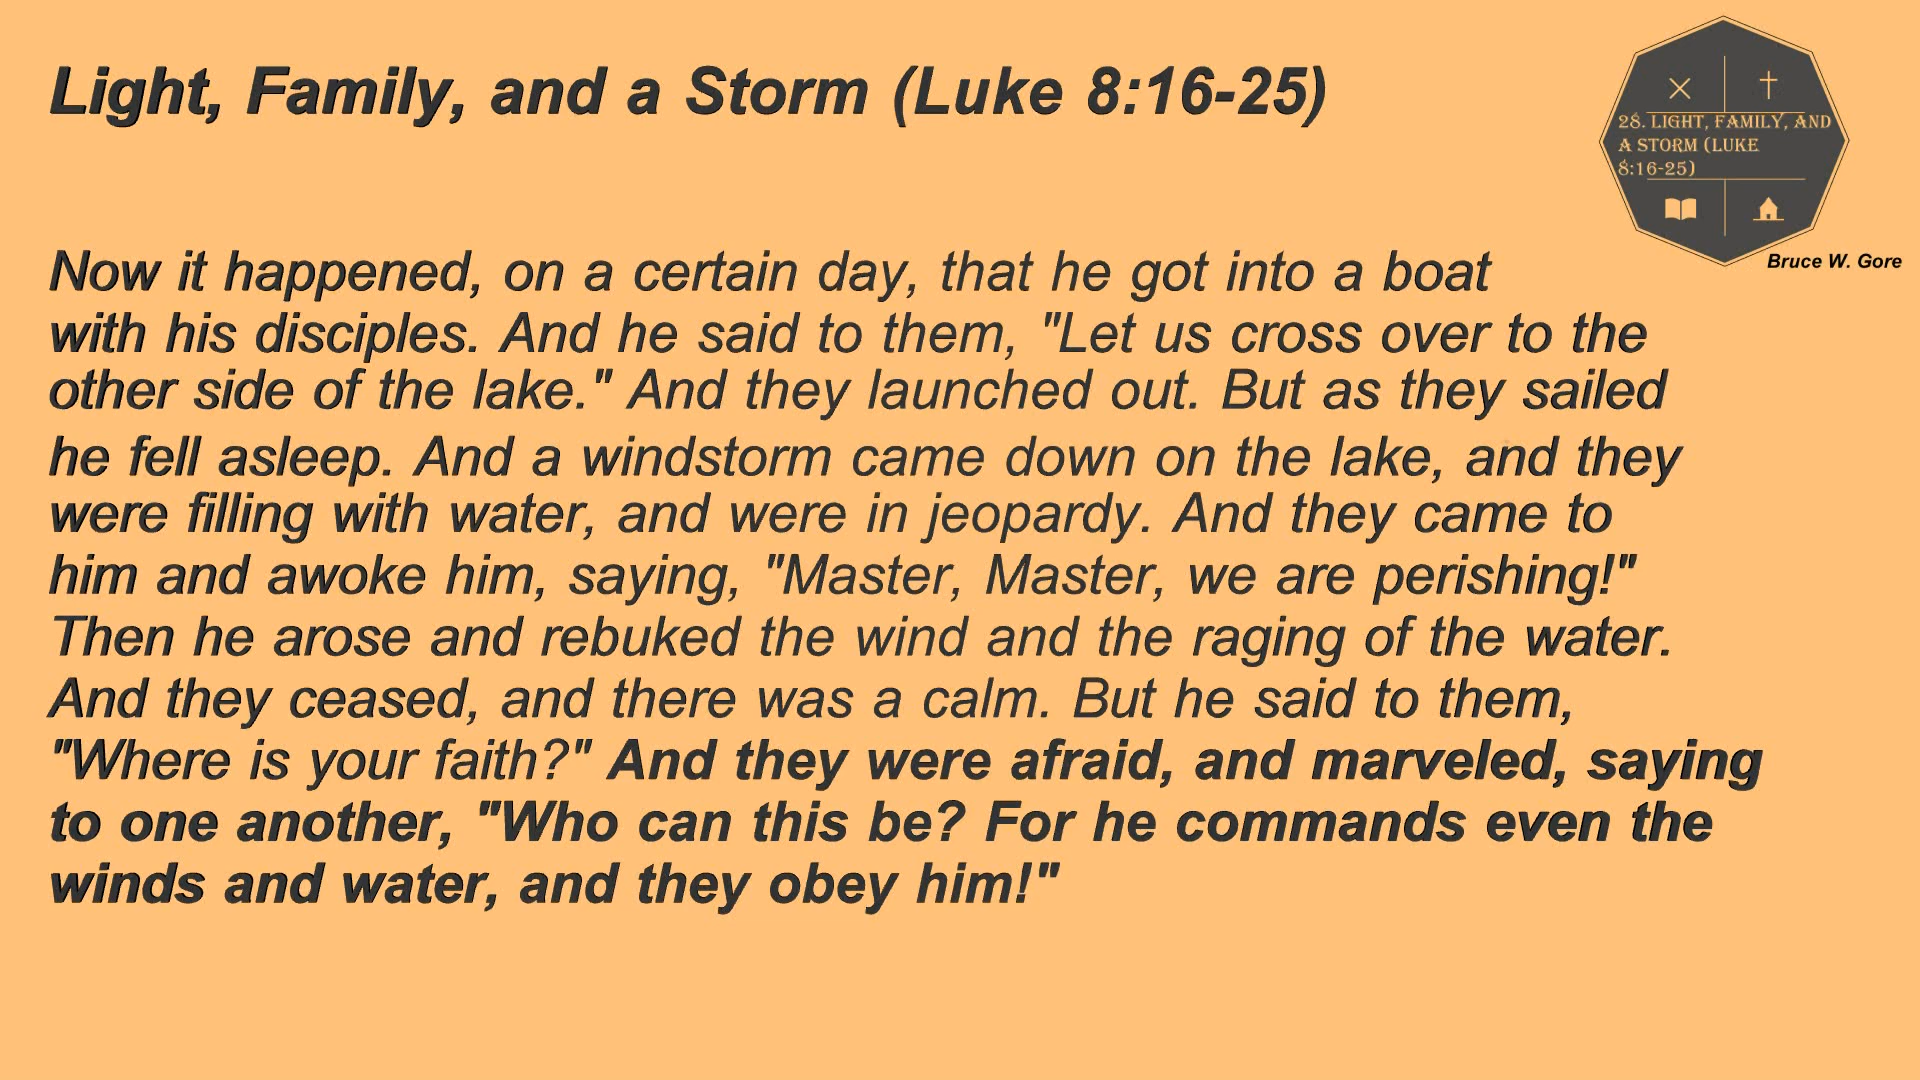 Light, Family, and a Storm (Luke 8:16-25)
28. LIGHT, FAMILY, AND
A STORM (LUKE
8:16-25)
Bruce W. Gore
Now it happened, on a certain day, that he got into a boat
with his disciples. And he said to them, "Let us cross over to the
other side of the lake." And they launched out. But as they sailed
he fell asleep. And a windstorm came down on the lake, and they
were filling with water, and were in jeopardy. And they came to
him and awoke him, saying, "Master, Master, we are perishing!"
Then he arose and rebuked the wind and the raging of the water.
And they ceased, and there was a calm. But he said to them,
"Where is your faith?" And they were afraid, and marveled, saying
to one another, "Who can this be? For he commands even the
winds and water, and they obey him!"